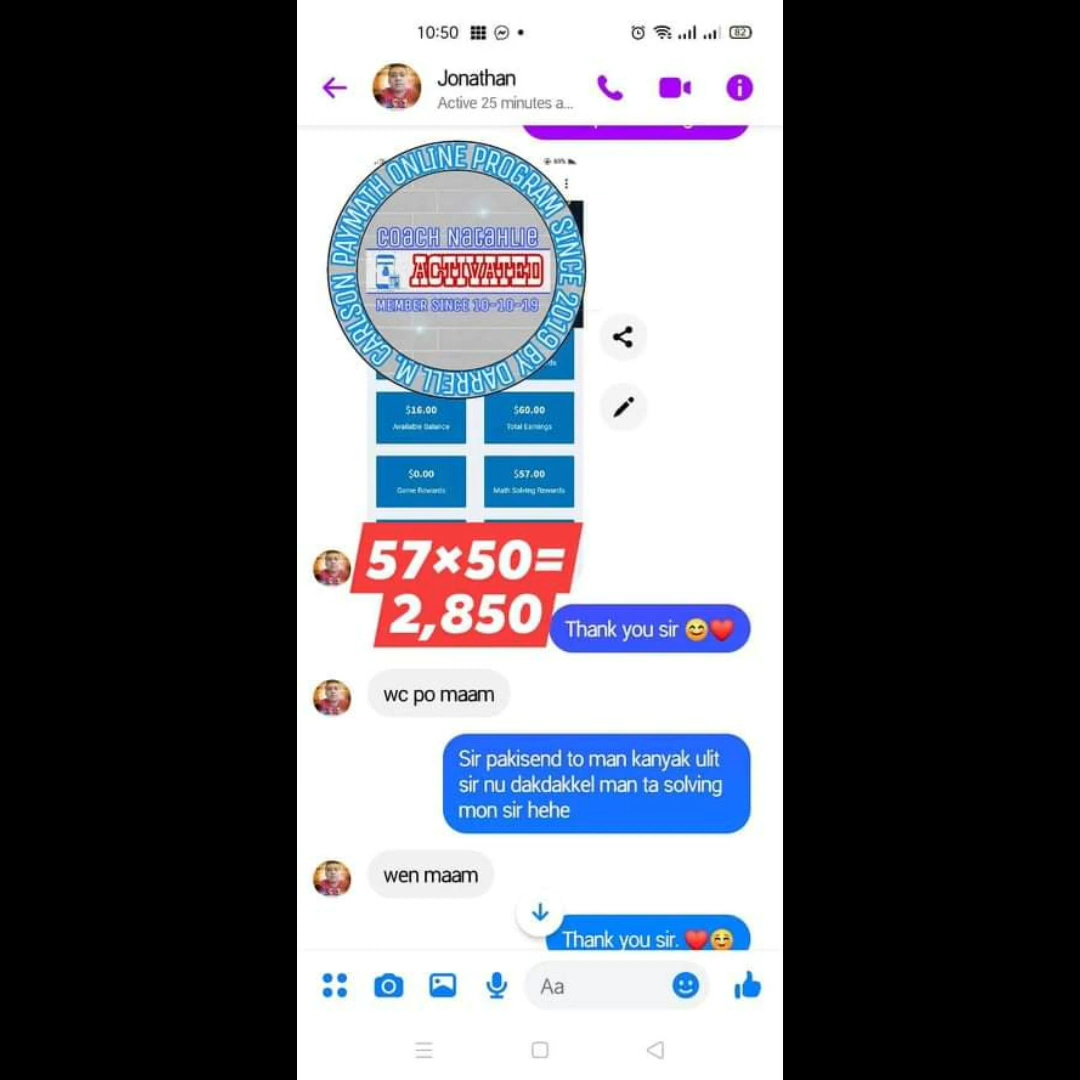 10:50
82
Jonathan
Active 25 minutes a...
PAYMATH ONLINE PROGRAM SINCE 2019 BY DARRELL M. CARLSON
COACH NATAHLIE
ACTIVATED
MEMBER SINCE 10-10-19
$16.00
Available Balance
$60.00
Total Earnings
$0.00
Game Rewards
$57.00
Math Solving Rewards
57×50=
2,850
Thank you sir 😊❤️
wc po maam
Sir pakisend to man kanyak ulit
sir nu dakdakkel man ta solving
mon sir hehe
wen maam
Thank you sir. ❤️☺️
Aa